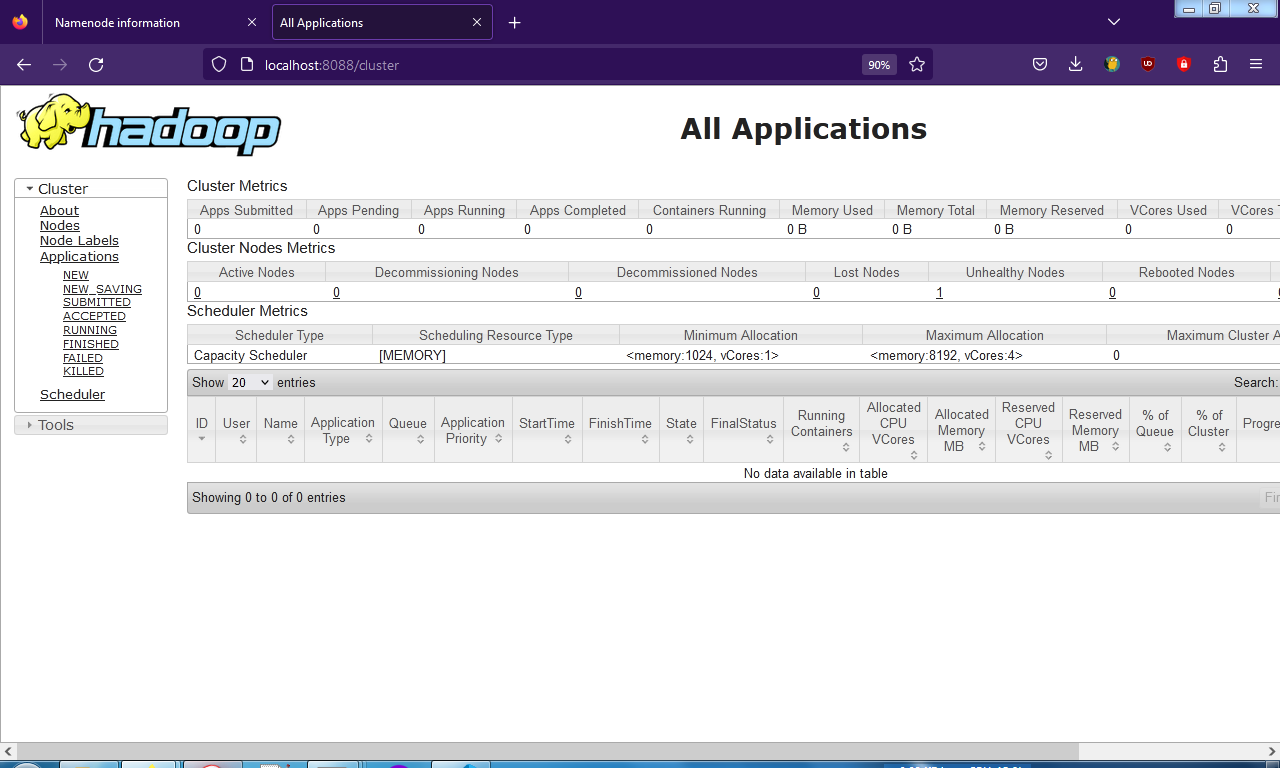 Namenode information
All Applications
localhost:8088/cluster
90%
hadoop
All Applications
Cluster
About
Nodes
Node Labels
Applications
NEW
NEW_SAVING
SUBMITTED
ACCEPTED
RUNNING
FINISHED
FAILED
KILLED
Scheduler
Tools
Cluster Metrics
Apps Submitted Apps Pending Apps Running Apps Completed Containers Running Memory Used Memory Total Memory Reserved VCores Used VCores
0 0 0 0 0 0 B 0 B 0 B 0 0
Cluster Nodes Metrics
Active Nodes Decommissioning Nodes Decommissioned Nodes Lost Nodes Unhealthy Nodes Rebooted Nodes
0 0 0 0 1 0
Scheduler Metrics
Scheduler Type Scheduling Resource Type Minimum Allocation Maximum Allocation Maximum Cluster A
Capacity Scheduler [MEMORY] <memory:1024, vCores:1> <memory:8192, vCores:4> 0
Show 20 entries Search:
ID User Name Application Type Queue Application Priority StartTime FinishTime State FinalStatus Running Containers Allocated CPU VCores Allocated Memory MB Reserved CPU VCores Reserved Memory MB % of Queue % of Cluster Progre
No data available in table
Showing 0 to 0 of 0 entries Fir